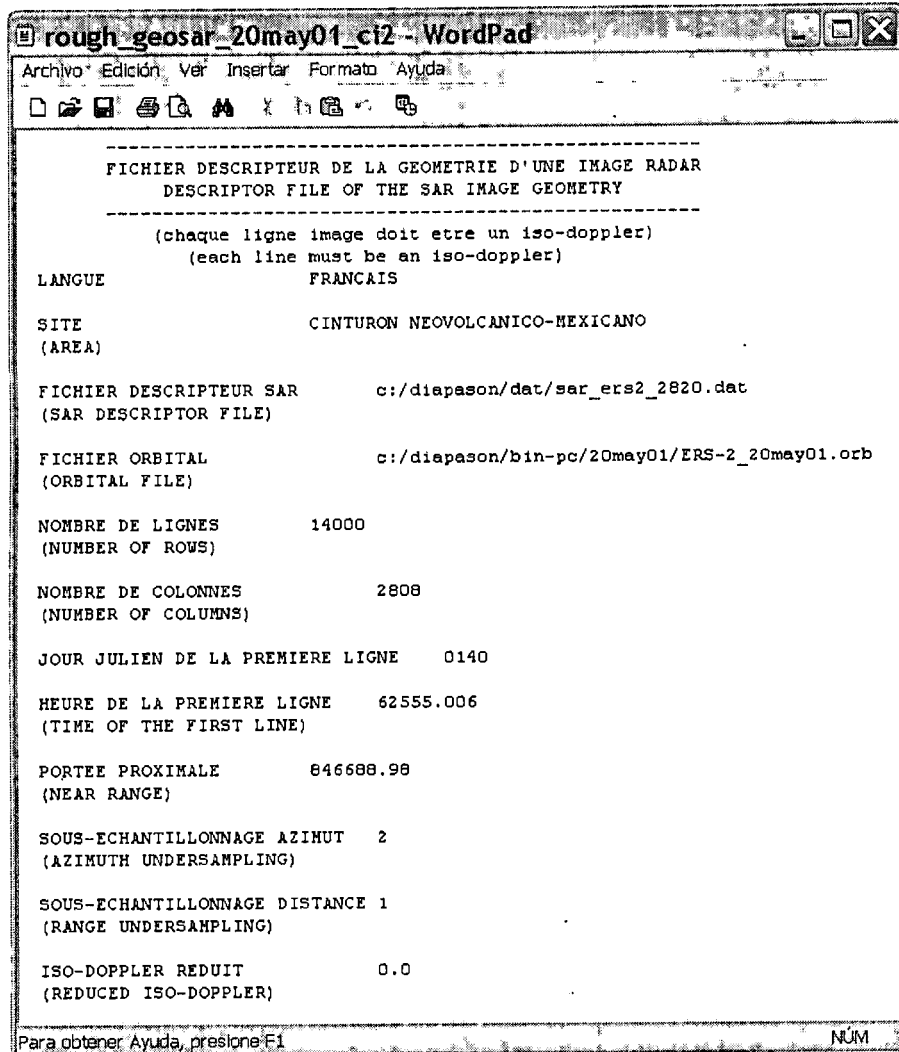 rough_geosar_20may01_ci2 - WordPad
Archivo Edición Ver Insertar Formato Ayuda
------------------------------------------------------------
FICHIER DESCRIPTEUR DE LA GEOMETRIE D'UNE IMAGE RADAR
DESCRIPTOR FILE OF THE SAR IMAGE GEOMETRY
------------------------------------------------------------
(chaque ligne image doit etre un iso-doppler)
(each line must be an iso-doppler)
LANGUE FRANCAIS
SITE CINTURON NEOVOLCANICO-MEXICANO
(AREA)
FICHIER DESCRIPTEUR SAR c:/diapason/dat/sar_ers2_2820.dat
(SAR DESCRIPTOR FILE)
FICHIER ORBITAL c:/diapason/bin-pc/20may01/ERS-2_20may01.orb
(ORBITAL FILE)
NOMBRE DE LIGNES 14000
(NUMBER OF ROWS)
NOMBRE DE COLONNES 2808
(NUMBER OF COLUMNS)
JOUR JULIEN DE LA PREMIERE LIGNE 0140
HEURE DE LA PREMIERE LIGNE 62555.006
(TIME OF THE FIRST LINE)
PORTEE PROXIMALE 846688.98
(NEAR RANGE)
SOUS-ECHANTILLONNAGE AZIMUT 2
(AZIMUTH UNDERSAMPLING)
SOUS-ECHANTILLONNAGE DISTANCE 1
(RANGE UNDERSAMPLING)
ISO-DOPPLER REDUIT 0.0
(REDUCED ISO-DOPPLER)
Para obtener Ayuda, presione F1 NÚM